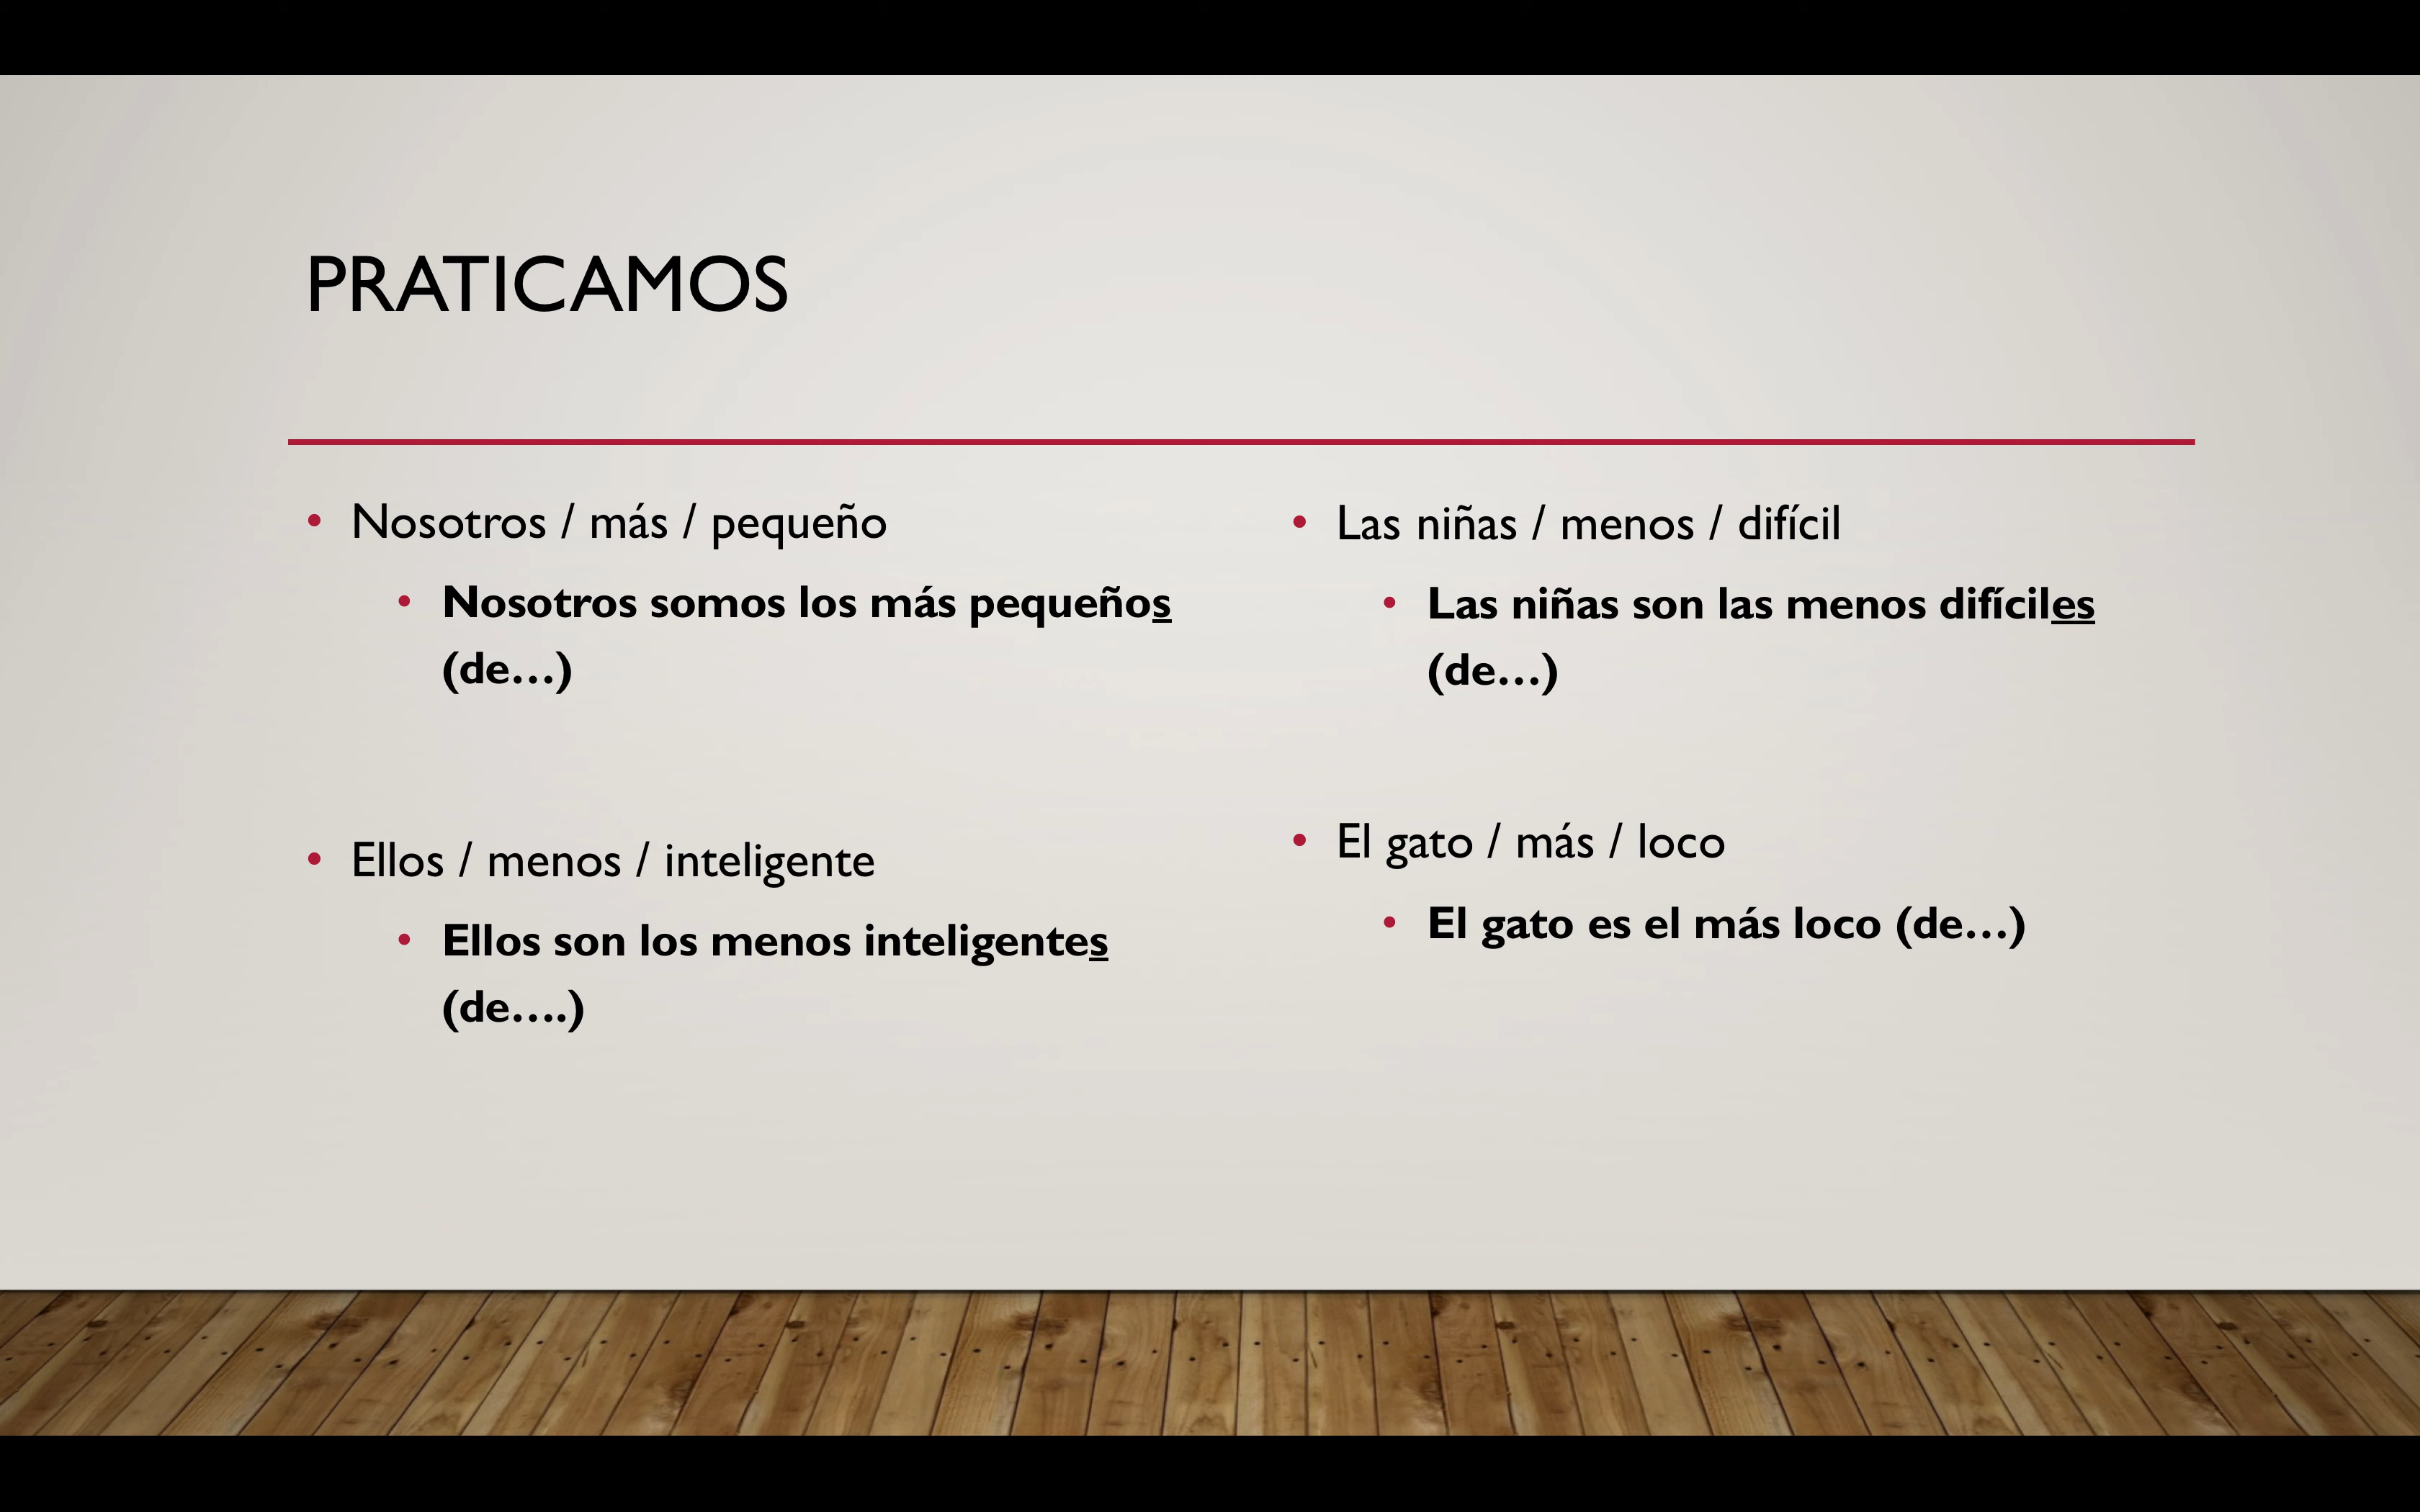 PRATICAMOS
• Nosotros / más / pequeño
• Nosotros somos los más pequeños
(de…)
• Ellos / menos / inteligente
• Ellos son los menos inteligentes
(de….)
• Las niñas / menos / difícil
• Las niñas son las menos difíciles
(de…)
• El gato / más / loco
• El gato es el más loco (de…)